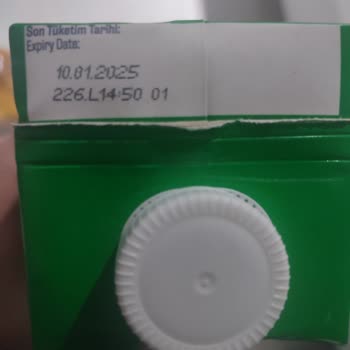 Son Tüketim Tarihi:
Expiry Date:
10.01.2025
226.L14:50 01